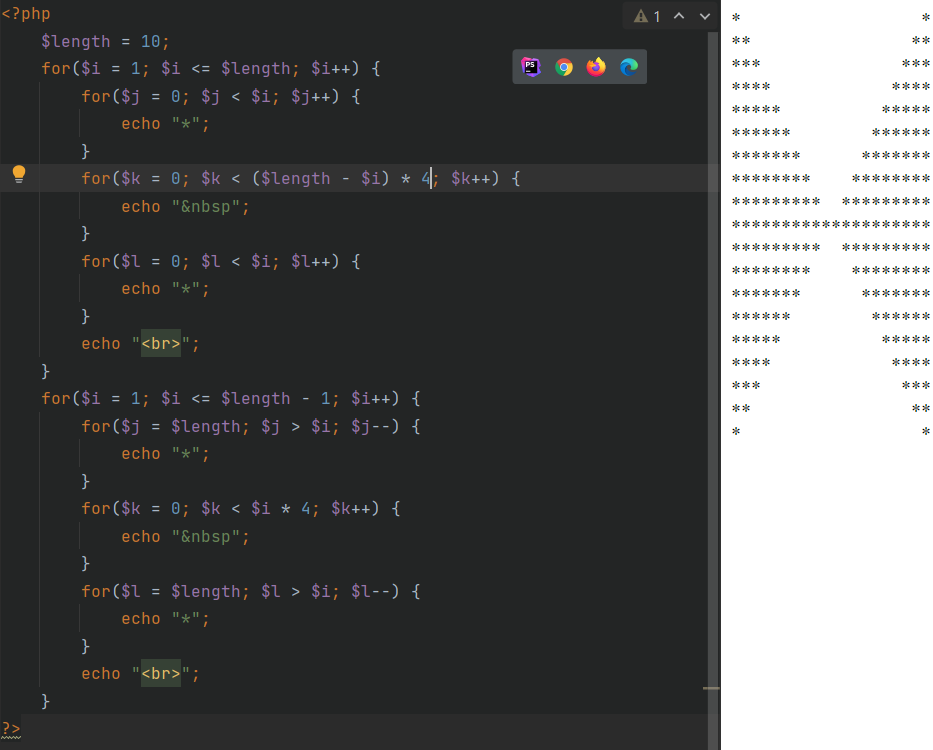 <?php
    $length = 10;
    for($i = 1; $i <= $length; $i++) {
        for($j = 0; $j < $i; $j++) {
            echo "*";
        }
        for($k = 0; $k < ($length - $i) * 4; $k++) {
            echo "&nbsp";
        }
        for($l = 0; $l < $i; $l++) {
            echo "*";
        }
        echo "<br>";
    }
    for($i = 1; $i <= $length - 1; $i++) {
        for($j = $length; $j > $i; $j--) {
            echo "*";
        }
        for($k = 0; $k < $i * 4; $k++) {
            echo "&nbsp";
        }
        for($l = $length; $l > $i; $l--) {
            echo "*";
        }
        echo "<br>";
    }
?>
1
PS
*                  *
**                **
***              ***
****            ****
*****          *****
******        ******
*******      *******
********    ********
*********  *********
********************
*********  *********
********    ********
*******      *******
******        ******
*****          *****
****            ****
***              ***
**                **
*                  *